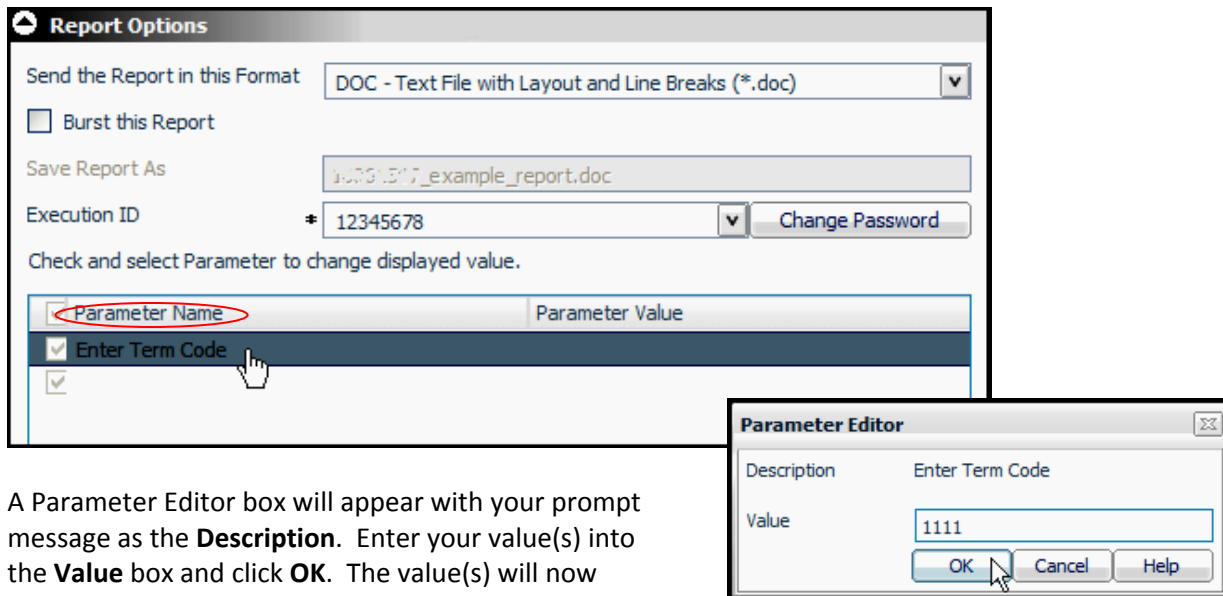 Report Options
Send the Report in this Format DOC - Text File with Layout and Line Breaks (*.doc)
Burst this Report
Save Report As _example_report.doc
Execution ID * 12345678 Change Password
Check and select Parameter to change displayed value.
Parameter Name Parameter Value
Enter Term Code
Parameter Editor
Description Enter Term Code
Value 1111
OK Cancel Help
A Parameter Editor box will appear with your prompt
message as the Description. Enter your value(s) into
the Value box and click OK. The value(s) will now